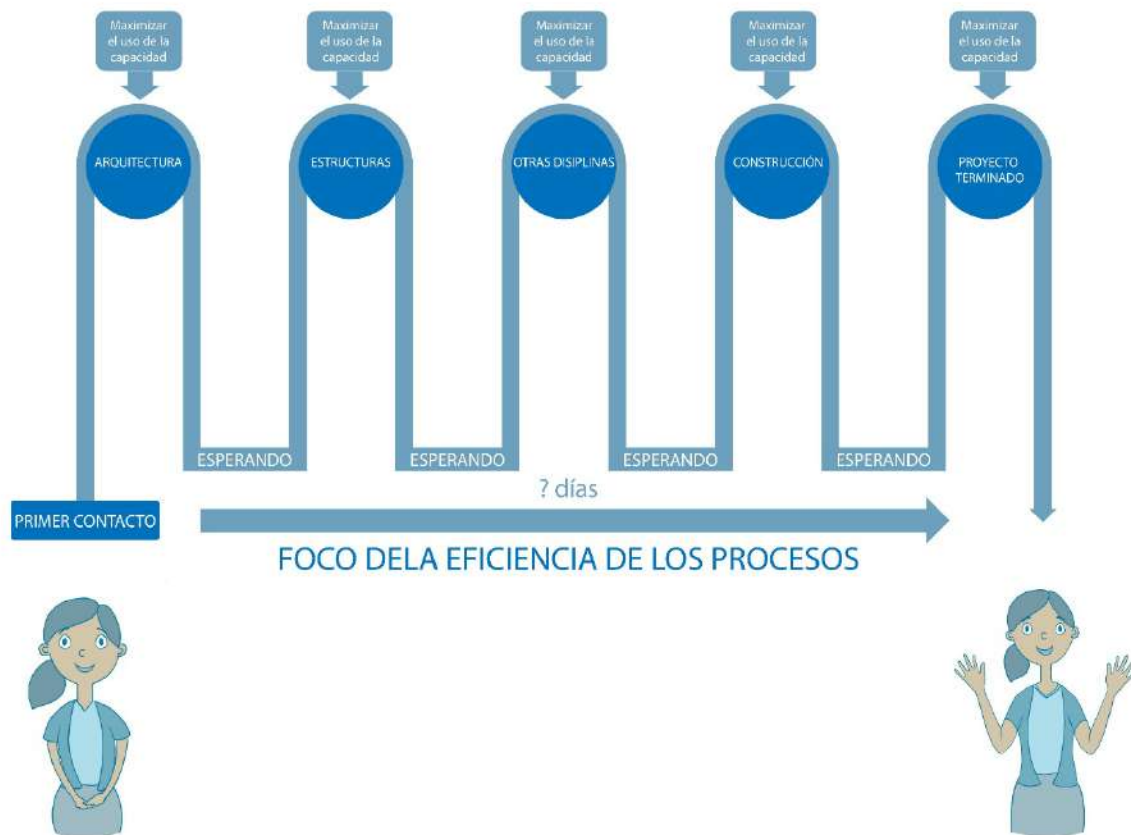 Maximizar
el uso de la
capacidad
Maximizar
el uso de la
capacidad
Maximizar
el uso de la
capacidad
Maximizar
el uso de la
capacidad
Maximizar
el uso de la
capacidad
ARQUITECTURA
ESTRUCTURAS
OTRAS DISIPLINAS
CONSTRUCCIÓN
PROYECTO
TERMINADO
ESPERANDO
ESPERANDO
ESPERANDO
ESPERANDO
? días
PRIMER CONTACTO
FOCO DELA EFICIENCIA DE LOS PROCESOS